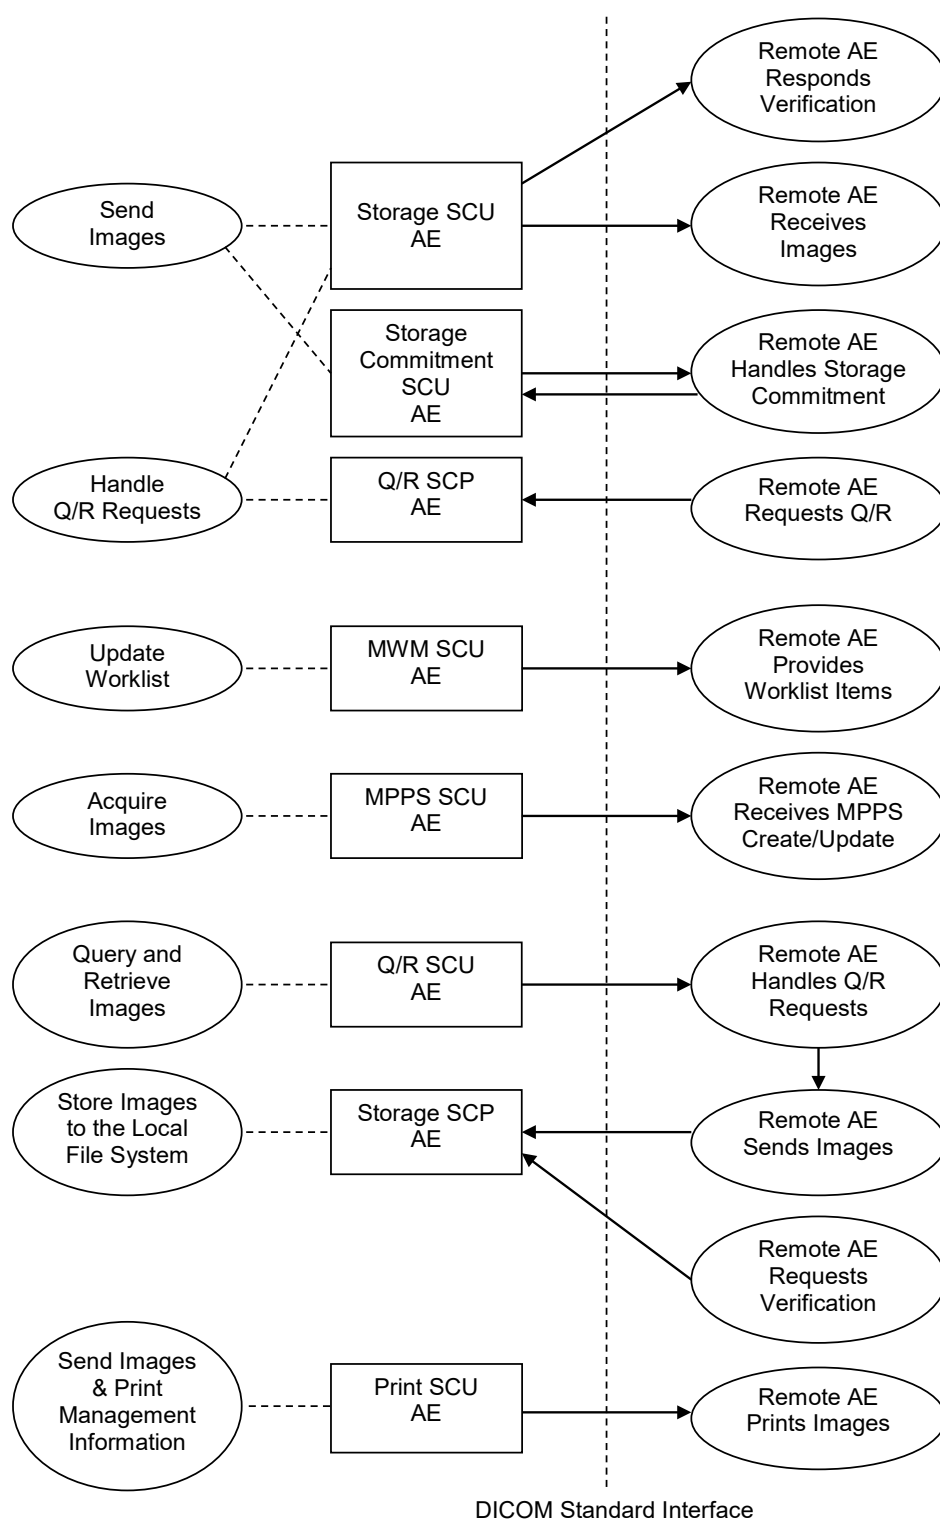 Remote AE
Responds
Verification
Send
Images
Storage SCU
AE
Remote AE
Receives
Images
Storage
Commitment
SCU
AE
Remote AE
Handles Storage
Commitment
Handle
Q/R Requests
Q/R SCP
AE
Remote AE
Requests Q/R
Update
Worklist
MWM SCU
AE
Remote AE
Provides
Worklist Items
Acquire
Images
MPPS SCU
AE
Remote AE
Receives MPPS
Create/Update
Query and
Retrieve
Images
Q/R SCU
AE
Remote AE
Handles Q/R
Requests
Store Images
to the Local
File System
Storage SCP
AE
Remote AE
Sends Images
Remote AE
Requests
Verification
Send Images
& Print
Management
Information
Print SCU
AE
Remote AE
Prints Images
DICOM Standard Interface